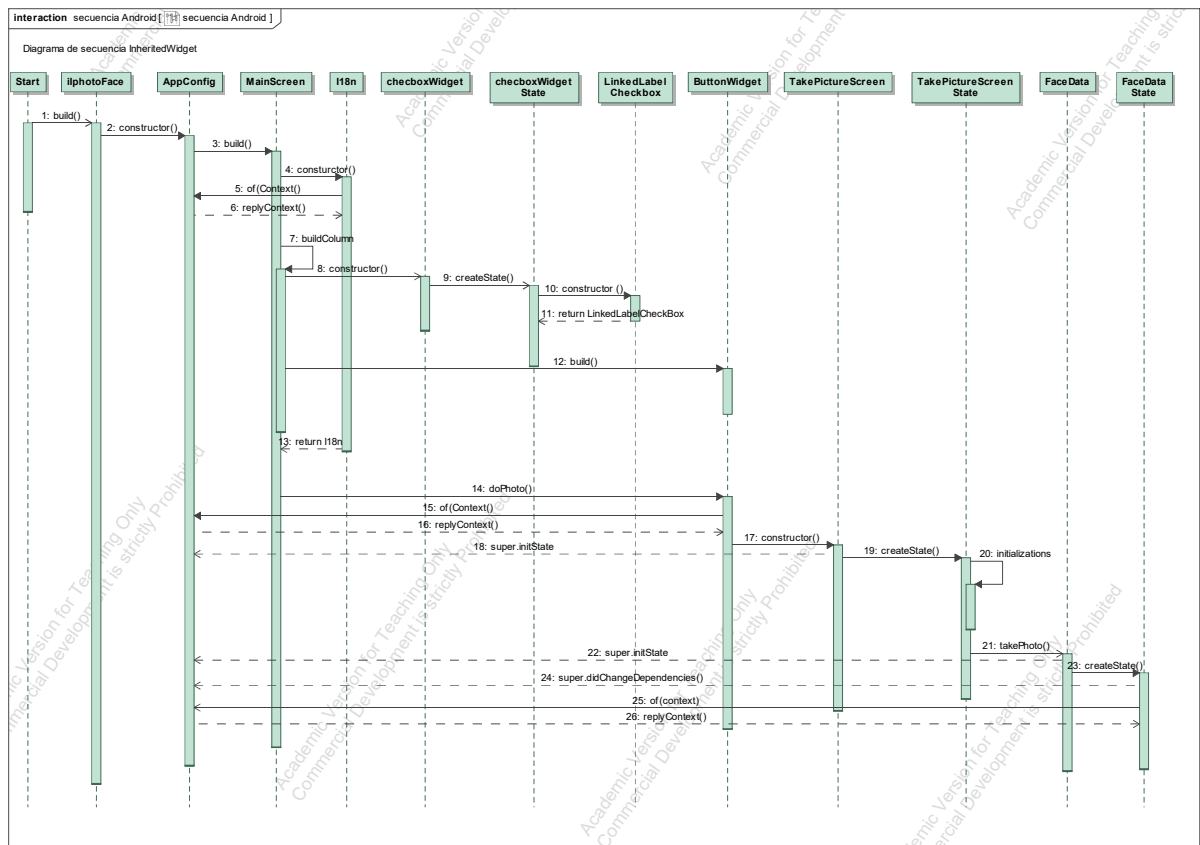 interaction secuencia Android [ secuencia Android ]
Diagrama de secuencia InheritedWidget
Start
iIphotoFace
AppConfig
MainScreen
I18n
checboxWidget
checboxWidget
State
LinkedLabel
Checkbox
ButtonWidget
TakePictureScreen
TakePictureScreen
State
FaceData
FaceData
State
1: build()
2: constructor()
3: build()
4: consturctor()
5: of(Context()
6: replyContext()
7: buildColumn
8: constructor()
9: createState()
10: constructor ()
11: return LinkedLabelCheckBox
12: build()
13: return I18n
14: doPhoto()
15: of(Context()
16: replyContext()
17: constructor()
18: super.initState
19: createState()
20: initializations
21: takePhoto()
22: super.initState
23: createState()
24: super.didChangeDependencies()
25: of(context)
26: replyContext()
Academic Version for Teaching Only
Commercial Development is strictly Prohibited